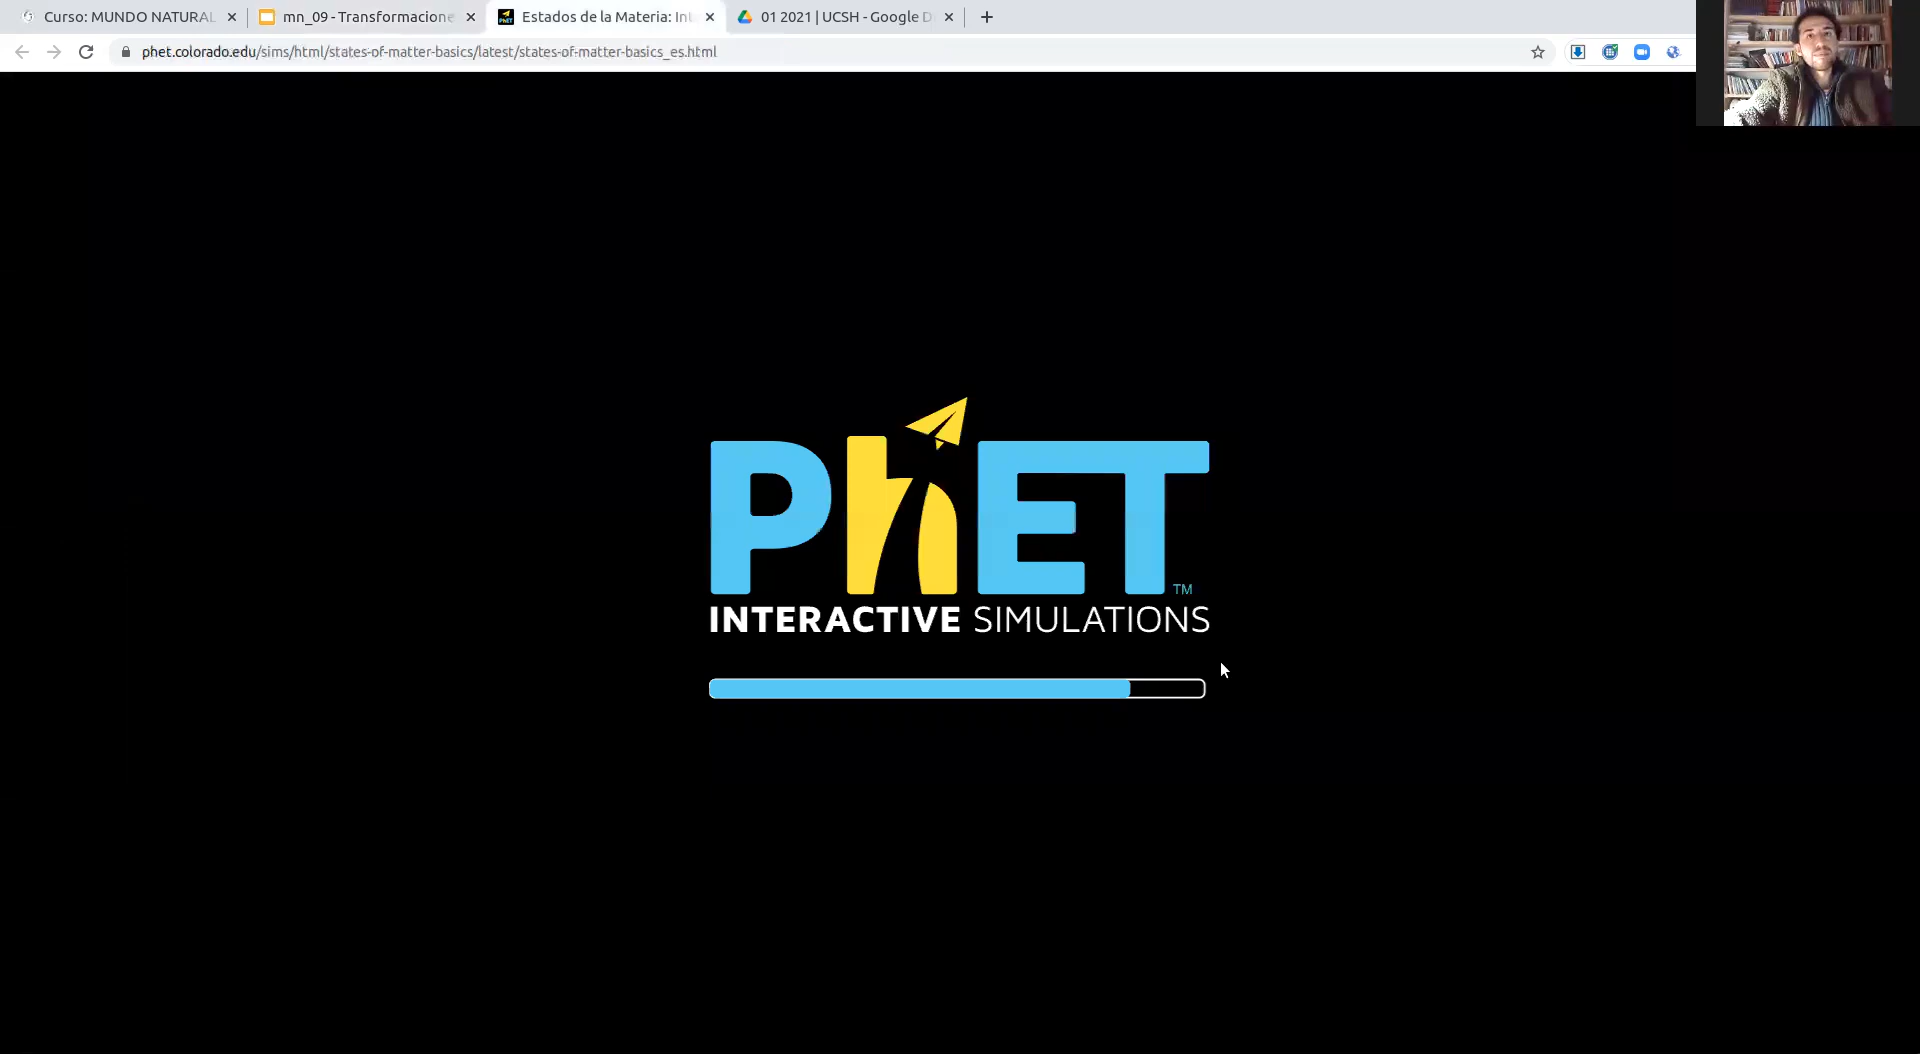 Curso: MUNDO NATURAL
mn_09 - Transformacione
Estados de la Materia: Int
01 2021 | UCSH - Google D
phet.colorado.edu/sims/html/states-of-matter-basics/latest/states-of-matter-basics_es.html
PhET TM
INTERACTIVE SIMULATIONS